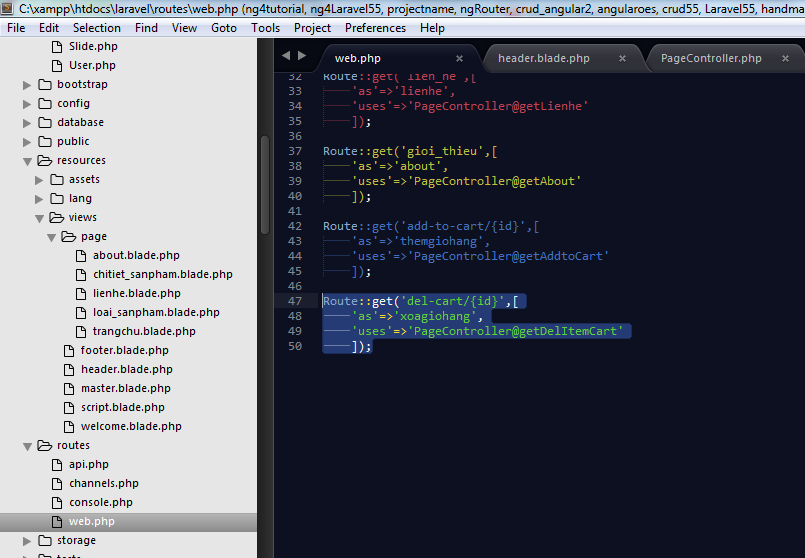 C:\xampp\htdocs\laravel\routes\web.php (ng4tutorial, ng4Laravel55, projectname, ngRouter, crud_angular2, angularoes, crud55, Laravel55, handma
File Edit Selection Find View Goto Tools Project Preferences Help
Slide.php
User.php
bootstrap
config
database
public
resources
assets
lang
views
page
about.blade.php
chitiet_sanpham.blade.php
lienhe.blade.php
loai_sanpham.blade.php
trangchu.blade.php
footer.blade.php
header.blade.php
master.blade.php
script.blade.php
welcome.blade.php
routes
api.php
channels.php
console.php
web.php
storage
tests
web.php × header.blade.php × PageController.php ×
32 Route::get('lien_he',[
33 'as'=>'lienhe',
34 'uses'=>'PageController@getLienhe'
35 ]);
36
37 Route::get('gioi_thieu',[
38 'as'=>'about',
39 'uses'=>'PageController@getAbout'
40 ]);
41
42 Route::get('add-to-cart/{id}',[
43 'as'=>'themgiohang',
44 'uses'=>'PageController@getAddtoCart'
45 ]);
46
47 Route::get('del-cart/{id}',[
48 'as'=>'xoagiohang',
49 'uses'=>'PageController@getDelItemCart'
50 ]);